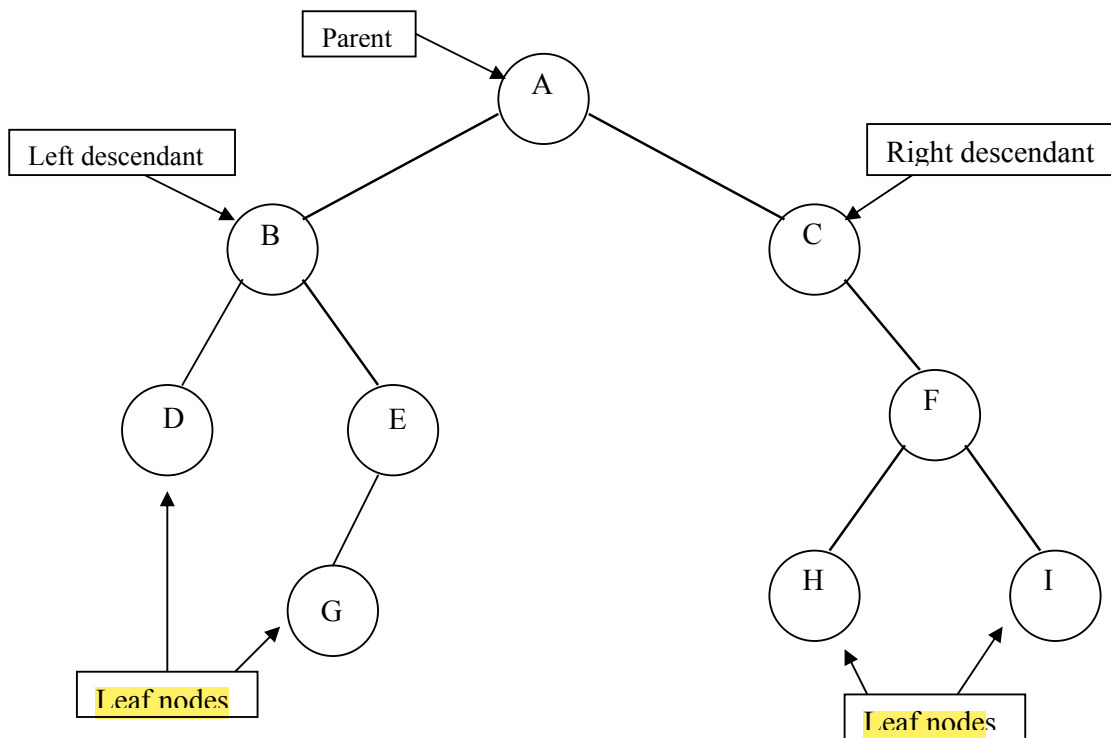 Parent
A
Left descendant
Right descendant
B
C
D
E
F
G
H
I
Leaf nodes
Leaf nodes